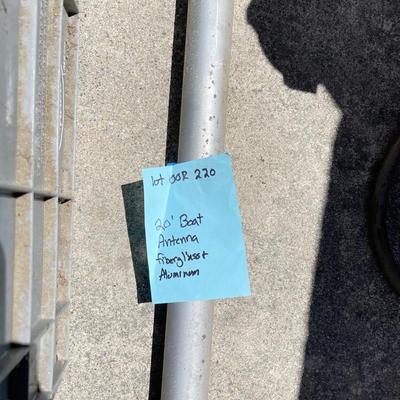 lot OOR 220
20' Boat
Antenna
fiberglass +
Aluminum